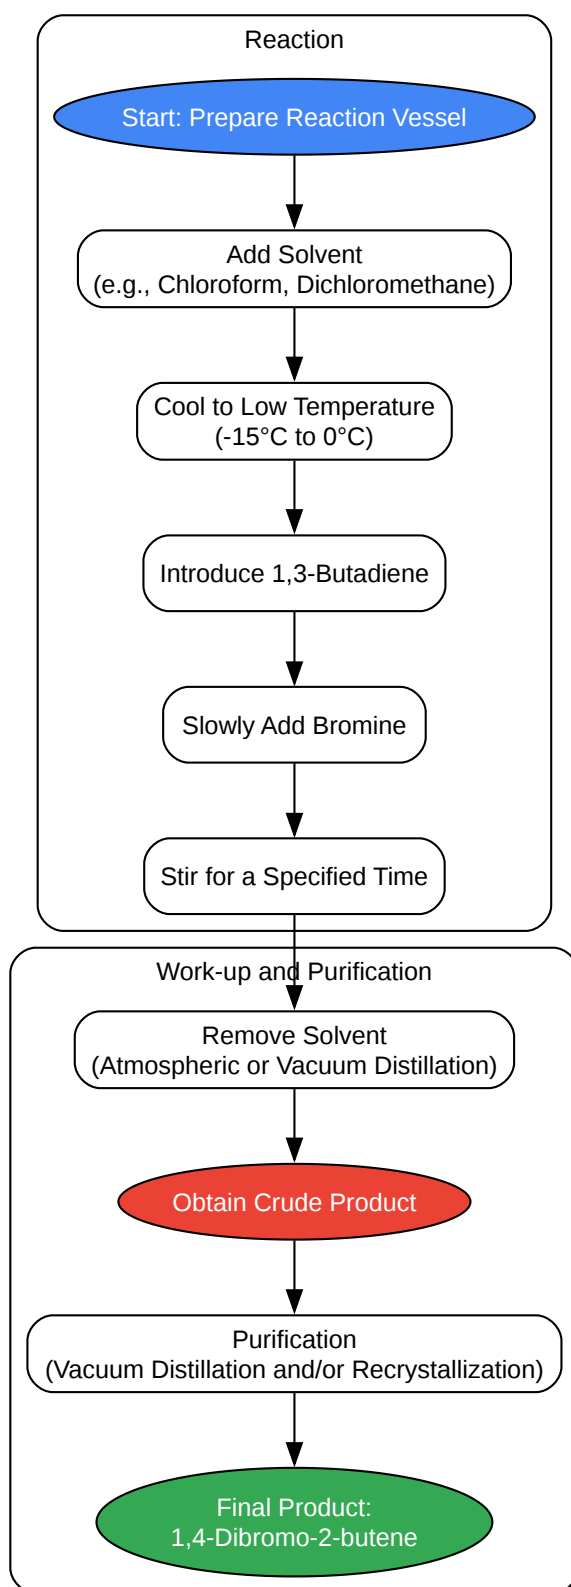 Reaction
Start: Prepare Reaction Vessel
Add Solvent
(e.g., Chloroform, Dichloromethane)
Cool to Low Temperature
(-15°C to 0°C)
Introduce 1,3-Butadiene
Slowly Add Bromine
Stir for a Specified Time
Work-up and Purification
Remove Solvent
(Atmospheric or Vacuum Distillation)
Obtain Crude Product
Purification
(Vacuum Distillation and/or Recrystallization)
Final Product:
1,4-Dibromo-2-butene